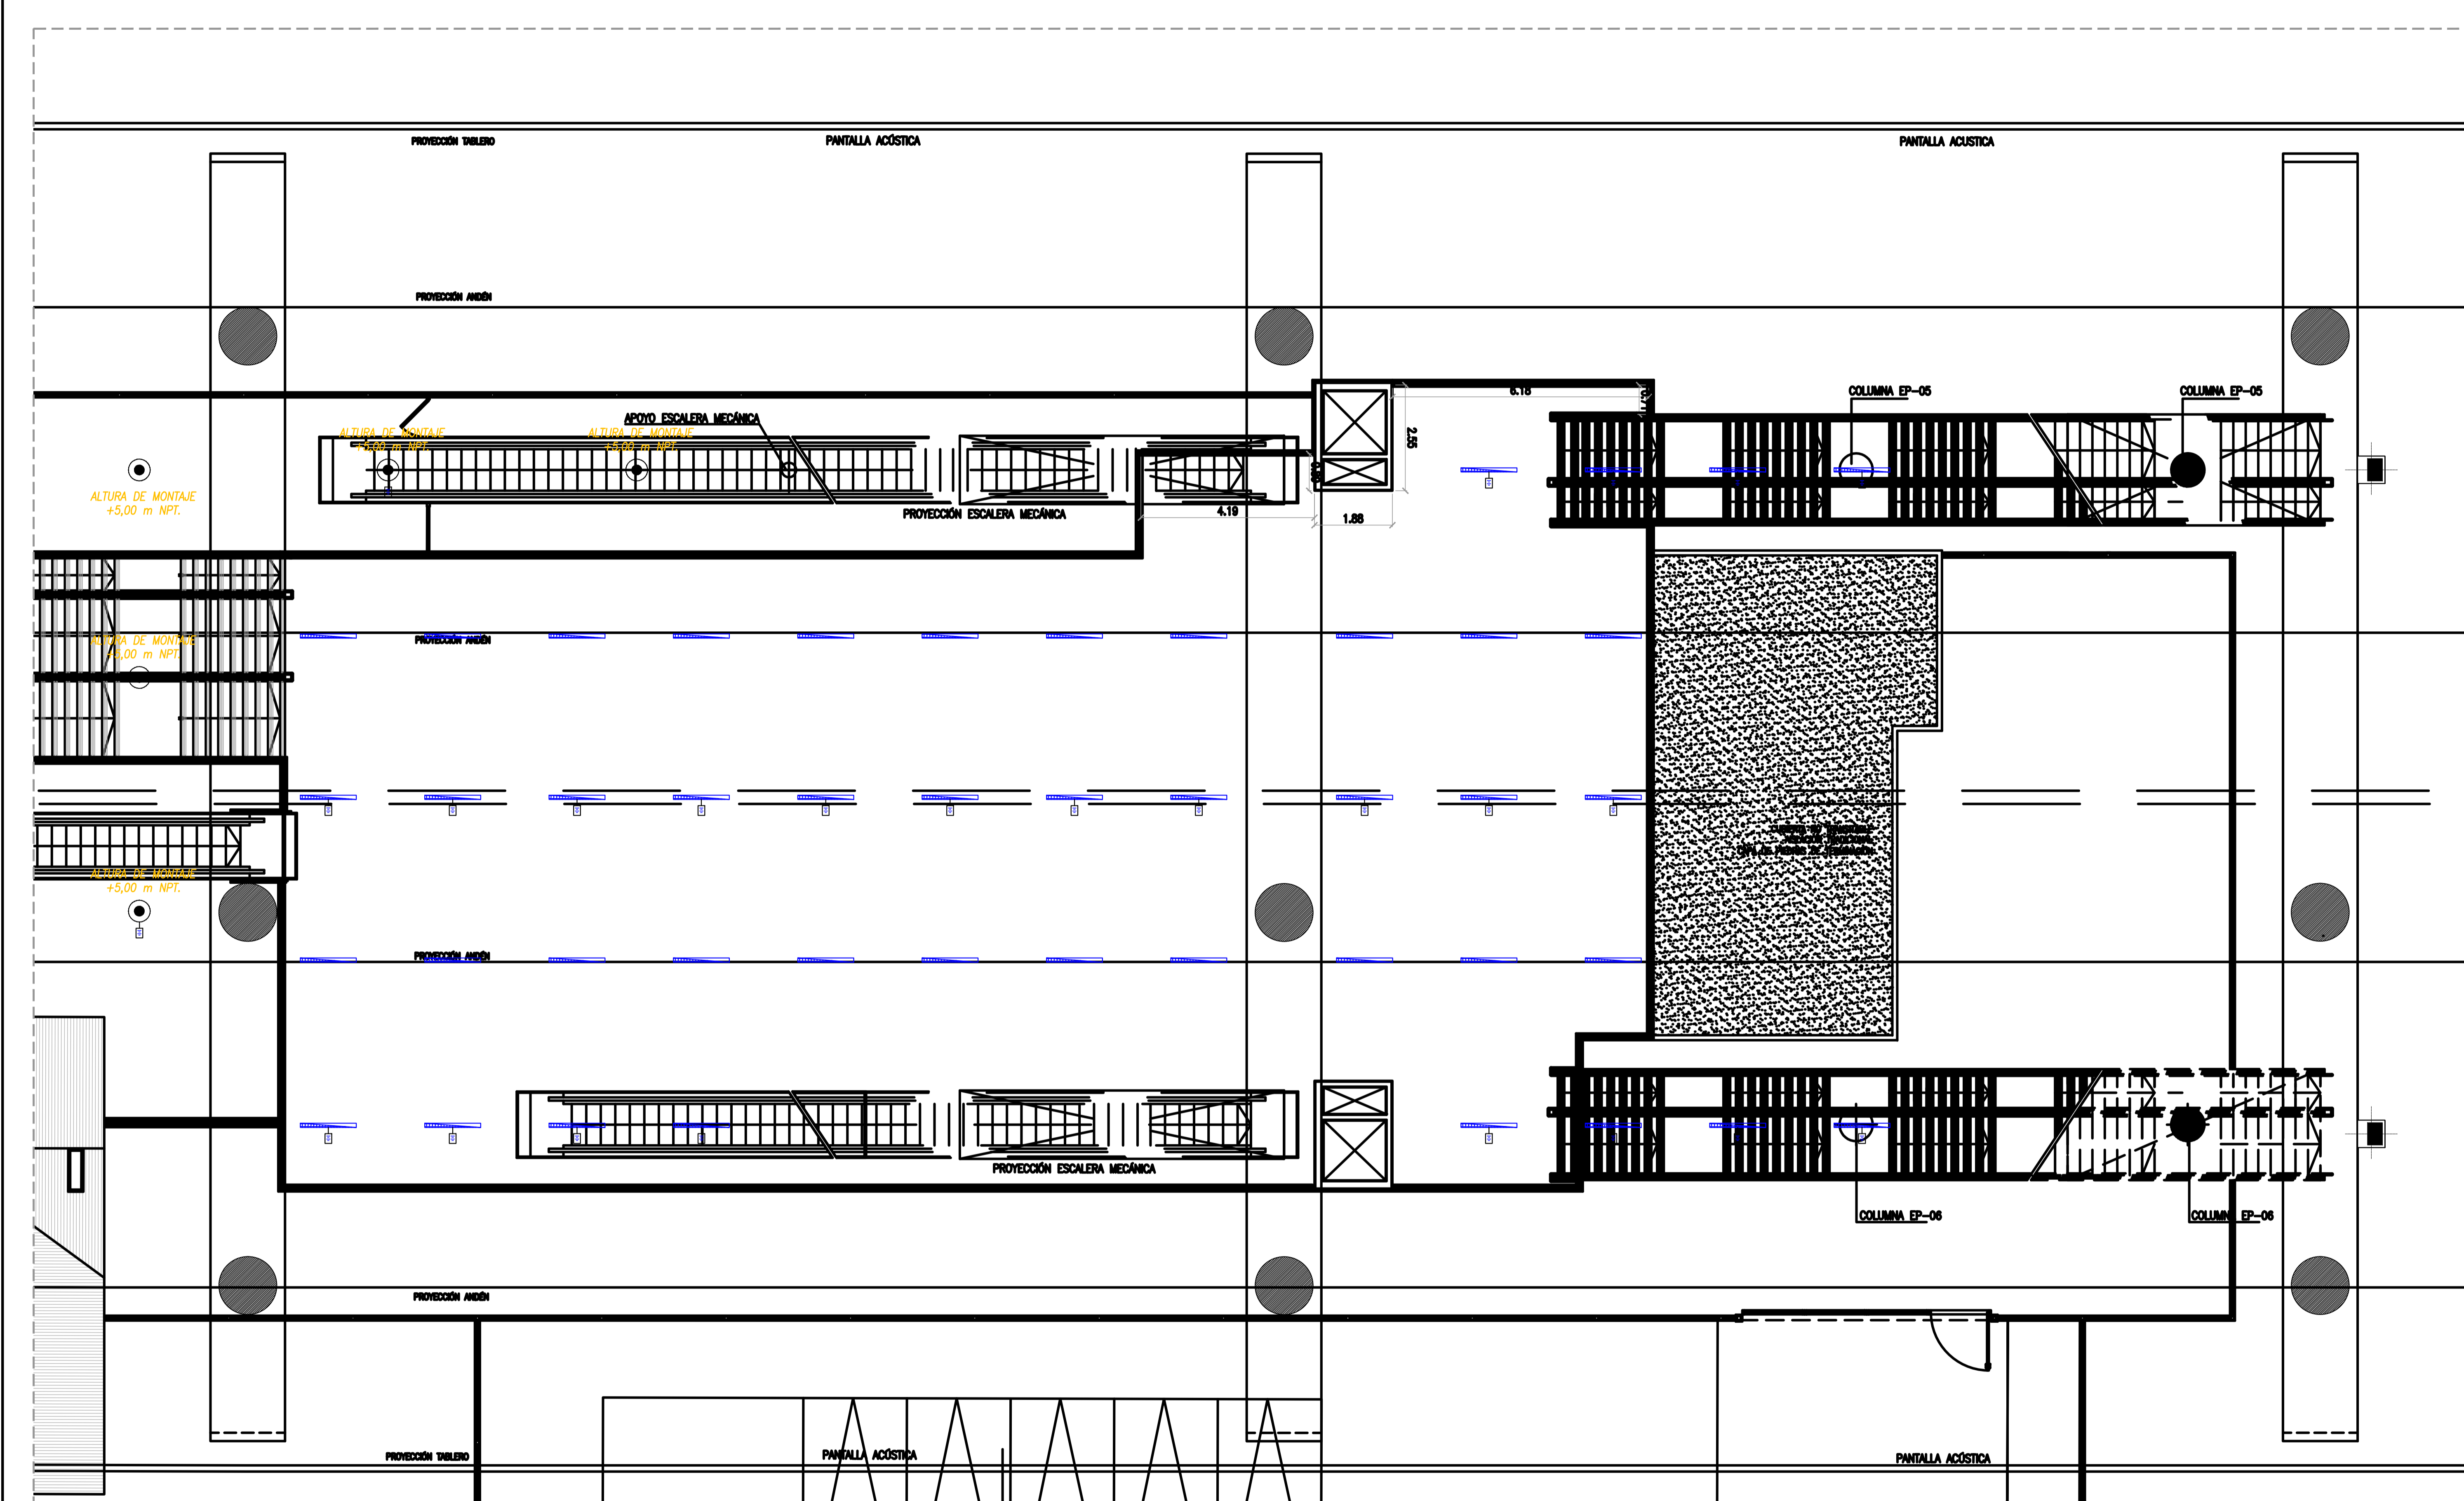 PROYECCIÓN TABLERO
PANTALLA ACÚSTICA
PANTALLA ACUSTICA
PROYECCIÓN ANDÉN
COLUMNA EP-05
COLUMNA EP-05
6.18
APOYO ESCALERA MECÁNICA
ALTURA DE MONTAJE
+5,00 m NPT.
ALTURA DE MONTAJE
+5,00 m NPT.
2.55
ALTURA DE MONTAJE
+5,00 m NPT.
PROYECCIÓN ESCALERA MECÁNICA
4.19
1.88
ALTURA DE MONTAJE
+5,00 m NPT.
PROYECCIÓN ANDÉN
ALTURA DE MONTAJE
+5,00 m NPT.
PROYECCIÓN ANDÉN
PROYECCIÓN ESCALERA MECÁNICA
COLUMNA EP-06
COLUMNA EP-06
PROYECCIÓN ANDÉN
PROYECCIÓN TABLERO
PANTALLA ACÚSTICA
PANTALLA ACÚSTICA